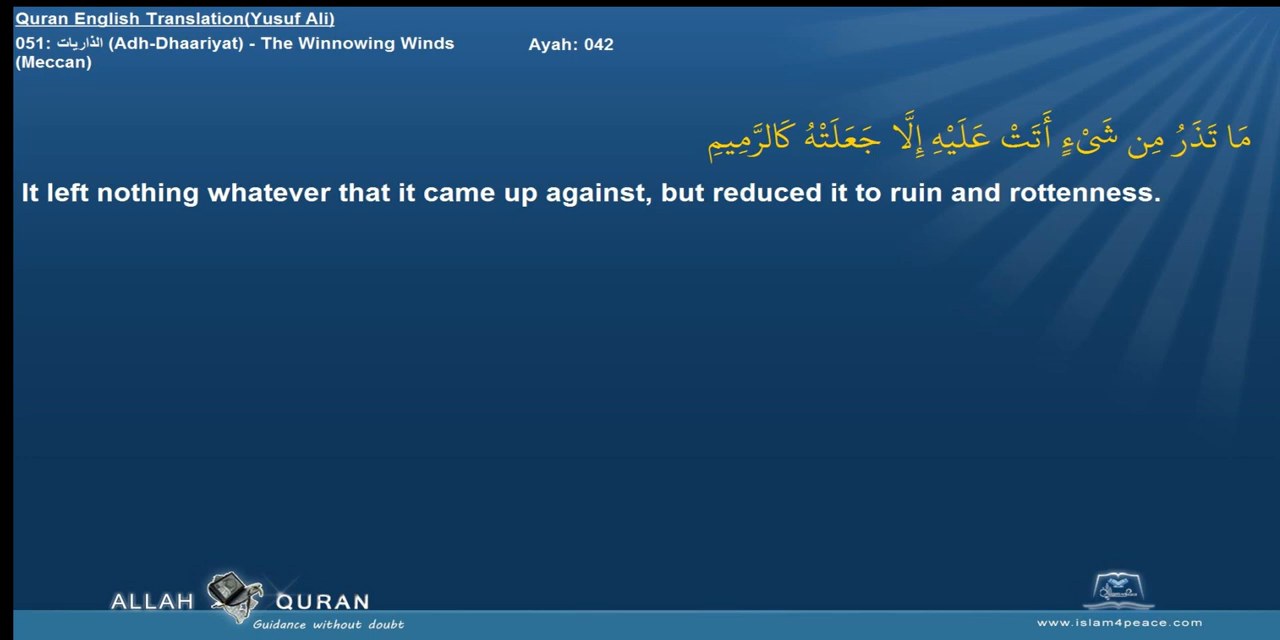 Quran English Translation(Yusuf Ali)
051: الذاريات (Adh-Dhaariyat) - The Winnowing Winds (Meccan)
Ayah: 042
مَا تَذَرُ مِن شَىْءٍ أَتَتْ عَلَيْهِ إِلَّا جَعَلَتْهُ كَالرَّمِيمِ
It left nothing whatever that it came up against, but reduced it to ruin and rottenness.
ALLAH QURAN
Guidance without doubt
www.islam4peace.com